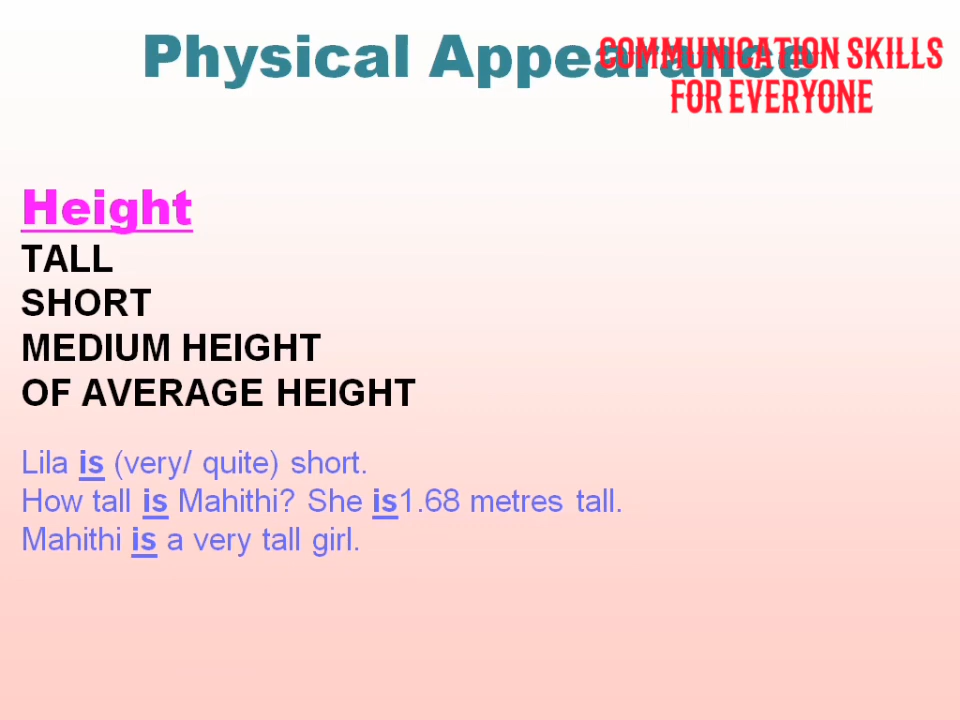 Physical Appearance
COMMUNICATION SKILLS
FOR EVERYONE
Height
TALL
SHORT
MEDIUM HEIGHT
OF AVERAGE HEIGHT
Lila is (very/ quite) short.
How tall is Mahithi? She is1.68 metres tall.
Mahithi is a very tall girl.